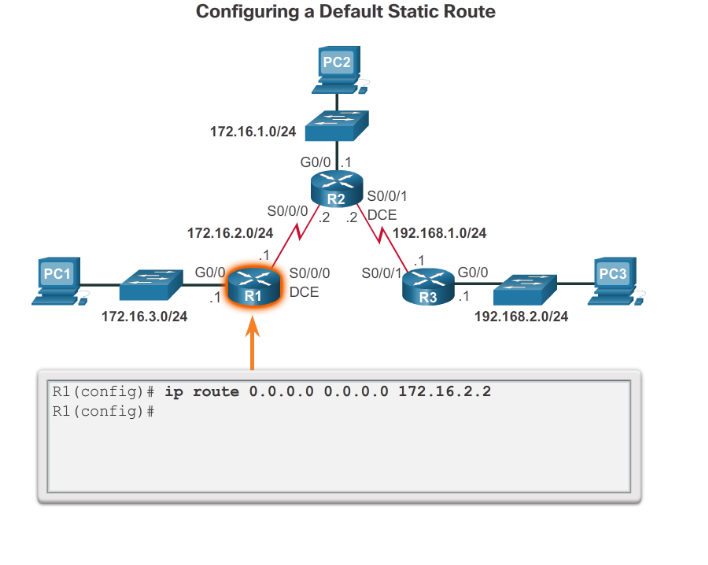 Configuring a Default Static Route
PC2
172.16.1.0/24
G0/0 .1
R2
S0/0/1
DCE
S0/0/0 .2 .2
172.16.2.0/24
192.168.1.0/24
.1
.1
PC1
G0/0
.1
R1
S0/0/0
DCE
S0/0/1
R3
G0/0
.1
PC3
172.16.3.0/24
192.168.2.0/24
R1(config)# ip route 0.0.0.0 0.0.0.0 172.16.2.2
R1(config)#